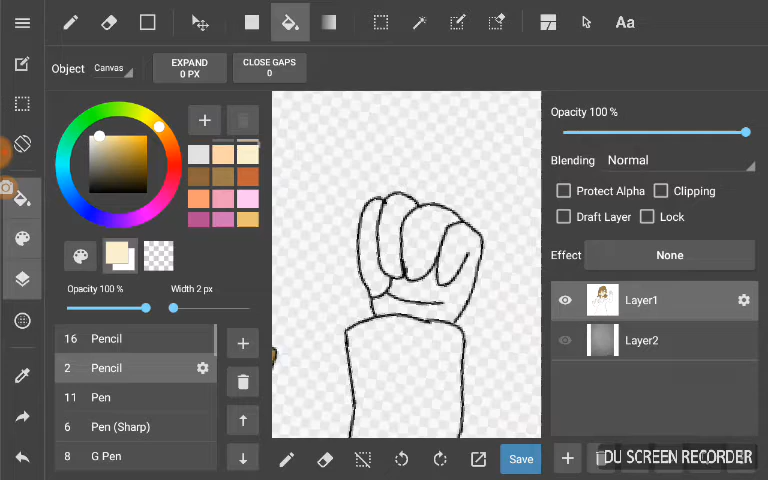 Aa
Object Canvas
EXPAND
0 PX
CLOSE GAPS
0
Opacity 100 %
Blending Normal
Protect Alpha Clipping
Draft Layer Lock
Effect None
Opacity 100 % Width 2 px
Layer1
Layer2
16 Pencil
2 Pencil
11 Pen
6 Pen (Sharp)
8 G Pen
Save
DU SCREEN RECORDER